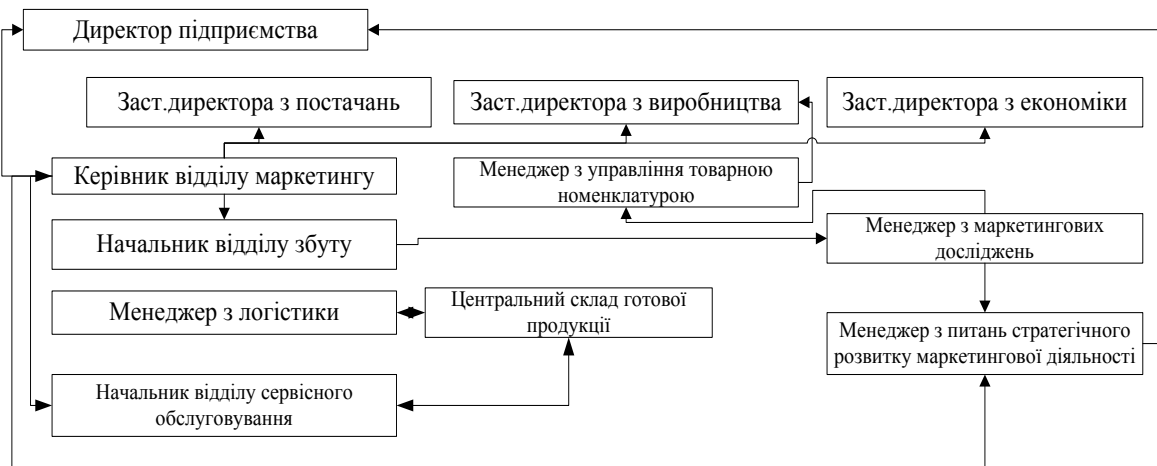 Директор підприємства
Заст.директора з постачань
Заст.директора з виробництва
Заст.директора з економіки
Керівник відділу маркетингу
Менеджер з управління товарною
номенклатурою
Начальник відділу збуту
Менеджер з маркетингових
досліджень
Менеджер з логістики
Центральний склад готової
продукції
Менеджер з питань стратегічного
розвитку маркетингової діяльності
Начальник відділу сервісного
обслуговування